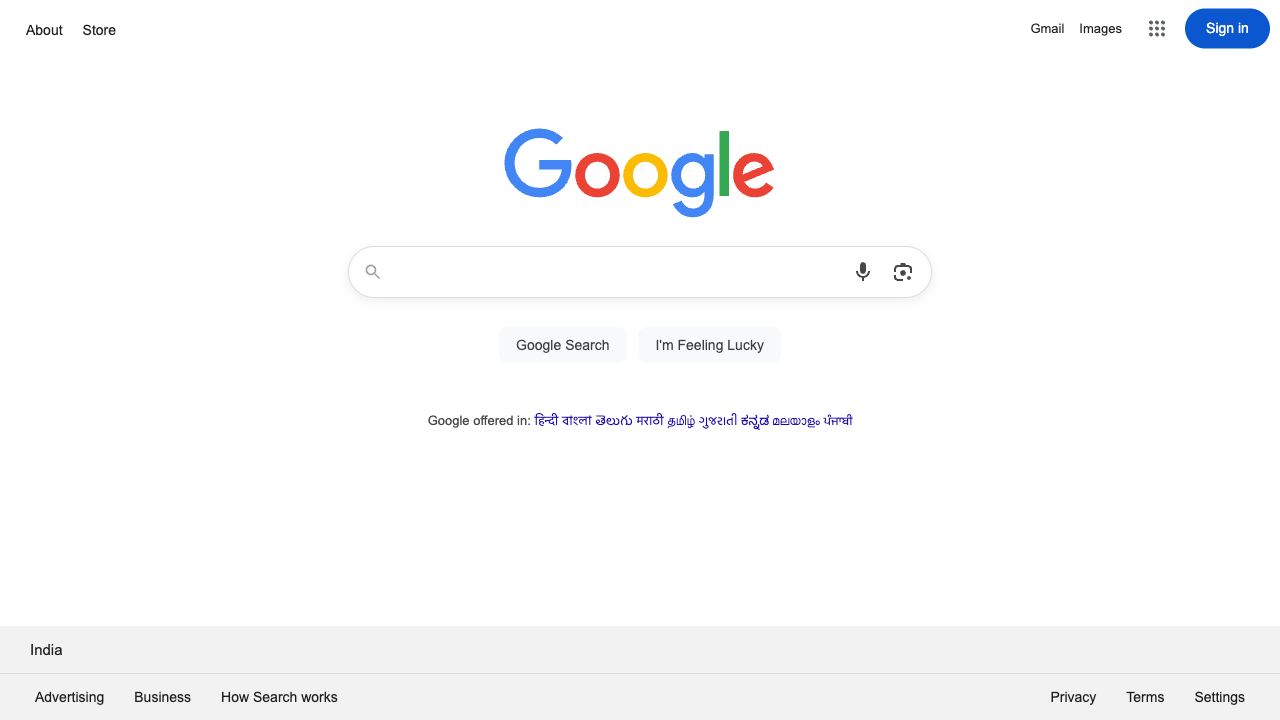 About Store Gmail Images Sign in
Google
Google Search I'm Feeling Lucky
Google offered in: हिन्दी বাংলা తెలుగు मराठी தமிழ் ગુજરાતી ಕನ್ನಡ മലയാളം ਪੰਜਾਬੀ
India
Advertising Business How Search works Privacy Terms Settings